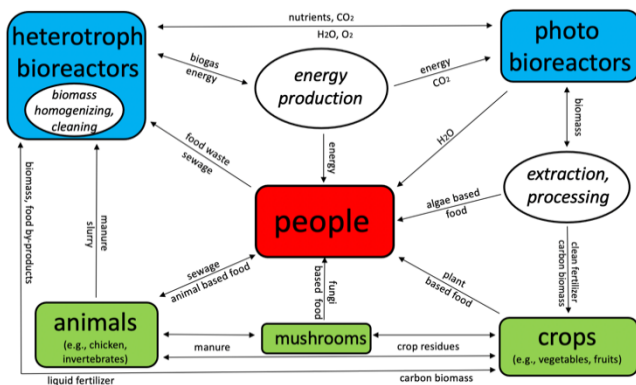 heterotroph
bioreactors
biomass
homogenizing,
cleaning
nutrients, CO₂
H₂O, O₂
photo
bioreactors
biogas
energy
energy
production
energy
CO₂
food waste
sewage
energy
H₂O
biomass
extraction,
processing
people
algae based
food
biomass, food by-products
manure
slurry
clean fertilizer
carbon biomass
sewage
animal based food
fungi
based food
plant
based food
animals
(e.g., chicken,
invertebrates)
mushrooms
crops
(e.g., vegetables, fruits)
manure
crop residues
liquid fertilizer
carbon biomass